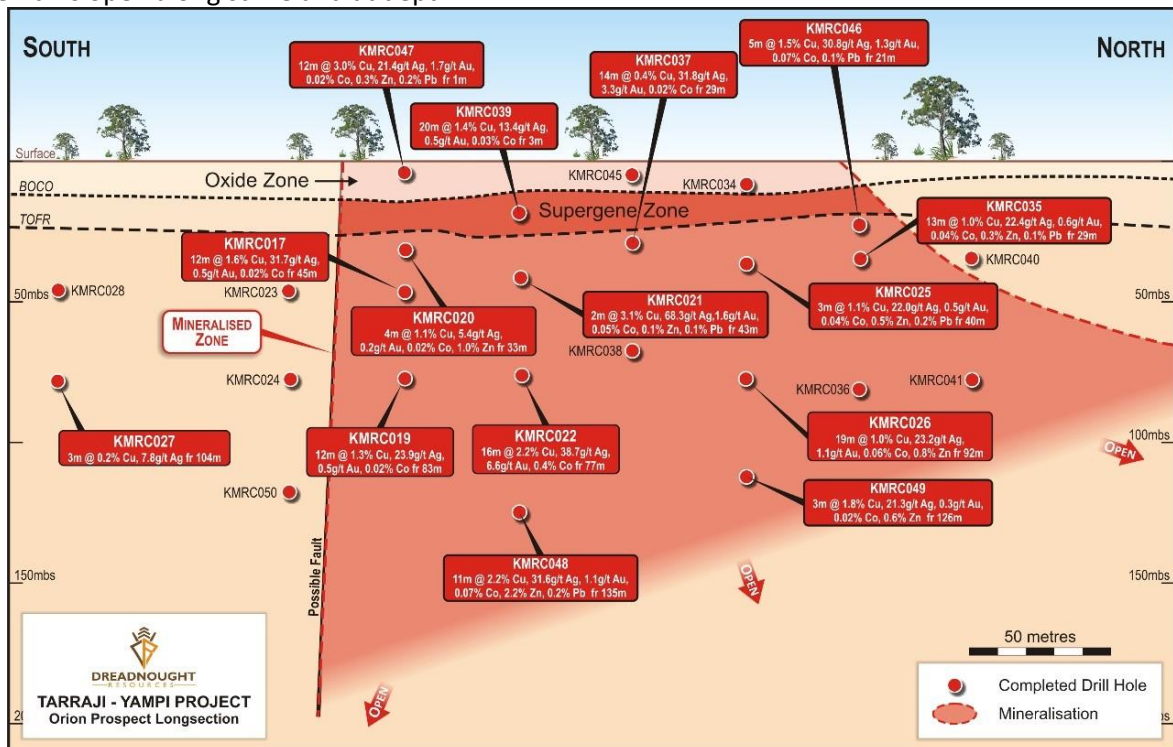 SOUTH
NORTH
KMRC047
12m @ 3.0% Cu, 21.4g/t Ag, 1.7g/t Au,
0.02% Co, 0.3% Zn, 0.2% Pb fr 1m
KMRC039
20m @ 1.4% Cu, 13.4g/t Ag,
0.5g/t Au, 0.03% Co fr 3m
KMRC037
14m @ 0.4% Cu, 31.8g/t Ag,
3.3g/t Au, 0.02% Co fr 29m
KMRC046
5m @ 1.5% Cu, 30.8g/t Ag, 1.3g/t Au,
0.07% Co, 0.1% Pb fr 21m
Surface
BOCO
TOFR
Oxide Zone
KMRC045
KMRC034
Supergene Zone
KMRC035
13m @ 1.0% Cu, 22.4g/t Ag, 0.6g/t Au,
0.04% Co, 0.3% Zn, 0.1% Pb fr 29m
KMRC040
KMRC017
12m @ 1.6% Cu, 31.7g/t Ag,
0.5g/t Au, 0.02% Co fr 45m
50mbs
KMRC028
KMRC023
MINERALISED
ZONE
KMRC020
4m @ 1.1% Cu, 5.4g/t Ag,
0.2g/t Au, 0.02% Co, 1.0% Zn fr 33m
KMRC021
2m @ 3.1% Cu, 68.3g/t Ag,1.6g/t Au,
0.05% Co, 0.1% Zn, 0.1% Pb fr 43m
KMRC025
3m @ 1.1% Cu, 22.0g/t Ag, 0.5g/t Au,
0.04% Co, 0.5% Zn, 0.2% Pb fr 40m
50mbs
KMRC038
KMRC024
KMRC036
KMRC041
KMRC027
3m @ 0.2% Cu, 7.8g/t Ag fr 104m
KMRC019
12m @ 1.3% Cu, 23.9g/t Ag,
0.5g/t Au, 0.02% Co fr 83m
KMRC022
16m @ 2.2% Cu, 38.7g/t Ag,
6.6g/t Au, 0.4% Co fr 77m
KMRC026
19m @ 1.0% Cu, 23.2g/t Ag,
1.1g/t Au, 0.06% Co, 0.8% Zn fr 92m
100mbs
OPEN
KMRC050
KMRC049
3m @ 1.8% Cu, 21.3g/t Ag, 0.3g/t Au,
0.02% Co, 0.6% Zn fr 126m
KMRC048
11m @ 2.2% Cu, 31.6g/t Ag, 1.1g/t Au,
0.07% Co, 2.2% Zn, 0.2% Pb fr 135m
Possible Fault
150mbs
150mbs
OPEN
OPEN
DREADNOUGHT
RESOURCES
TARRAJI - YAMPI PROJECT
Orion Prospect Longsection
50 metres
Completed Drill Hole
Mineralisation